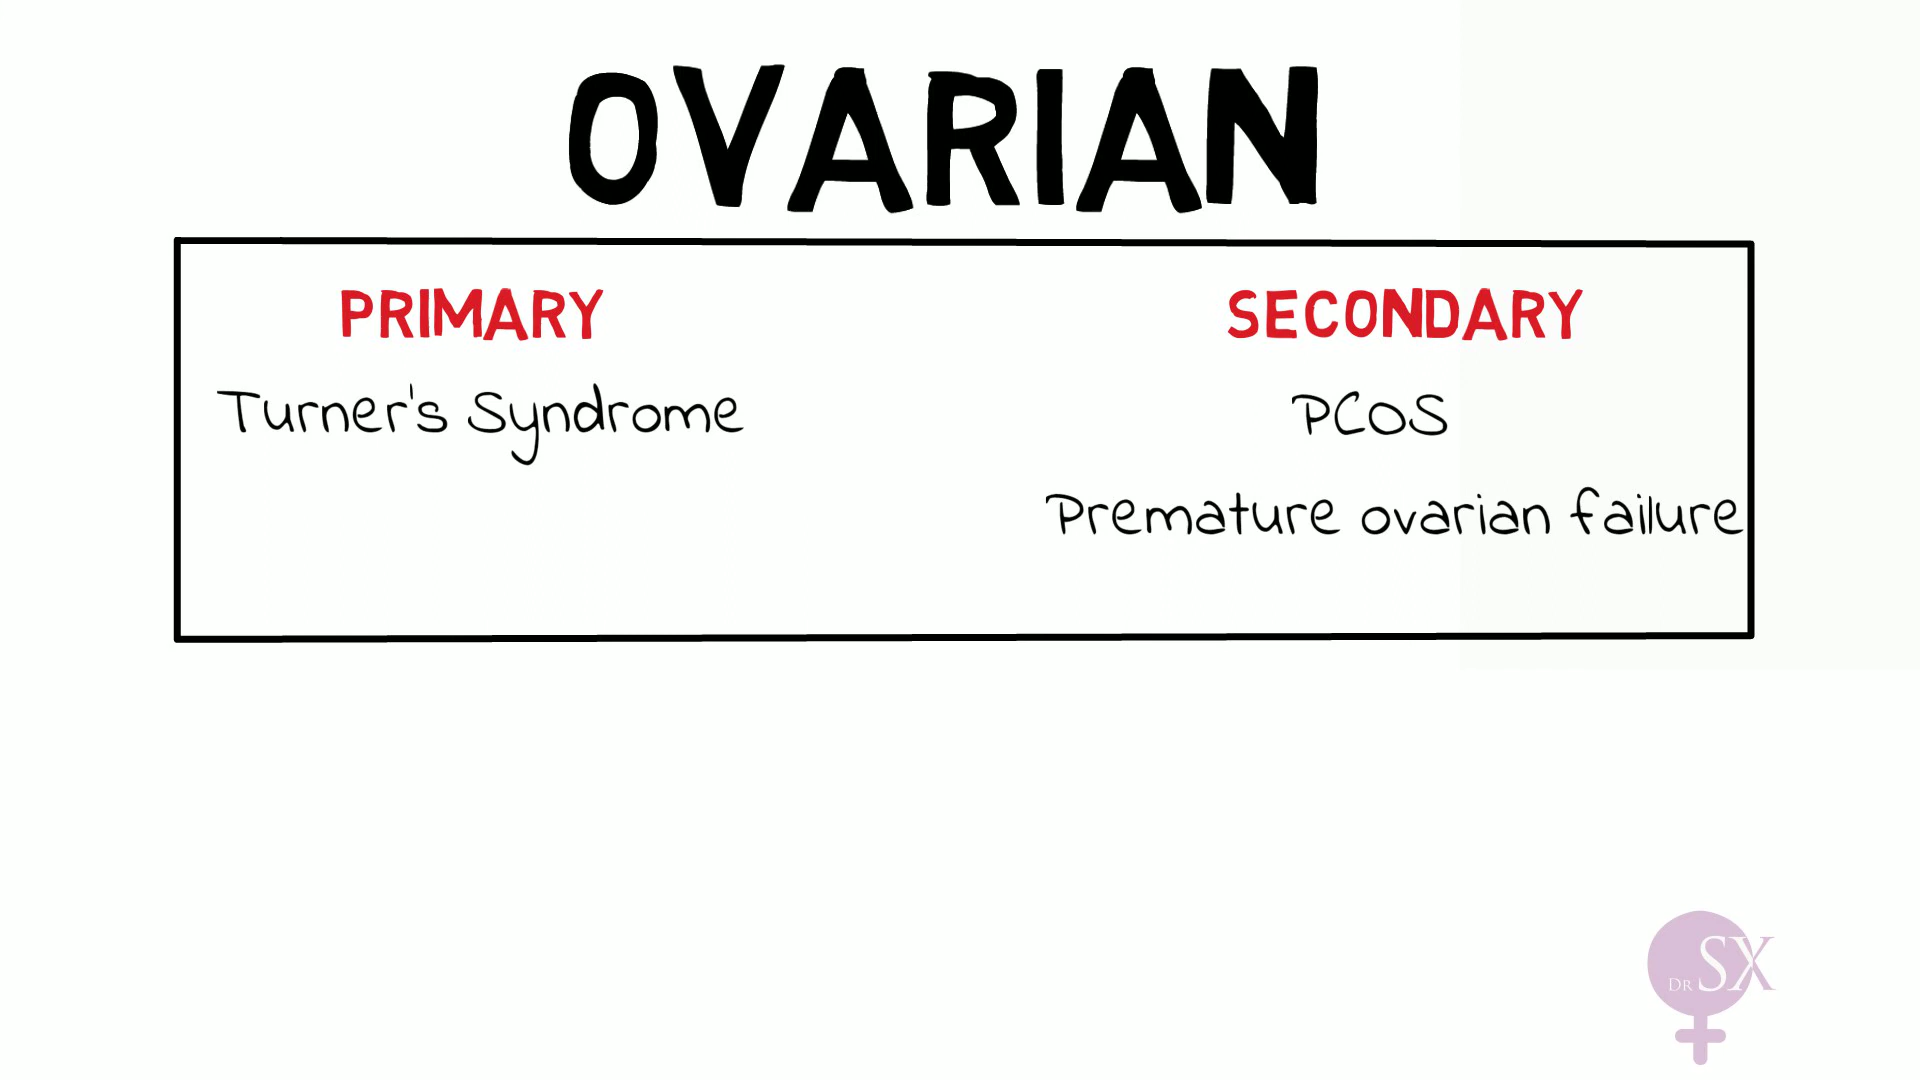 OVARIAN
PRIMARY
SECONDARY
Turner's Syndrome
PCOS
Premature ovarian failure
DR SX